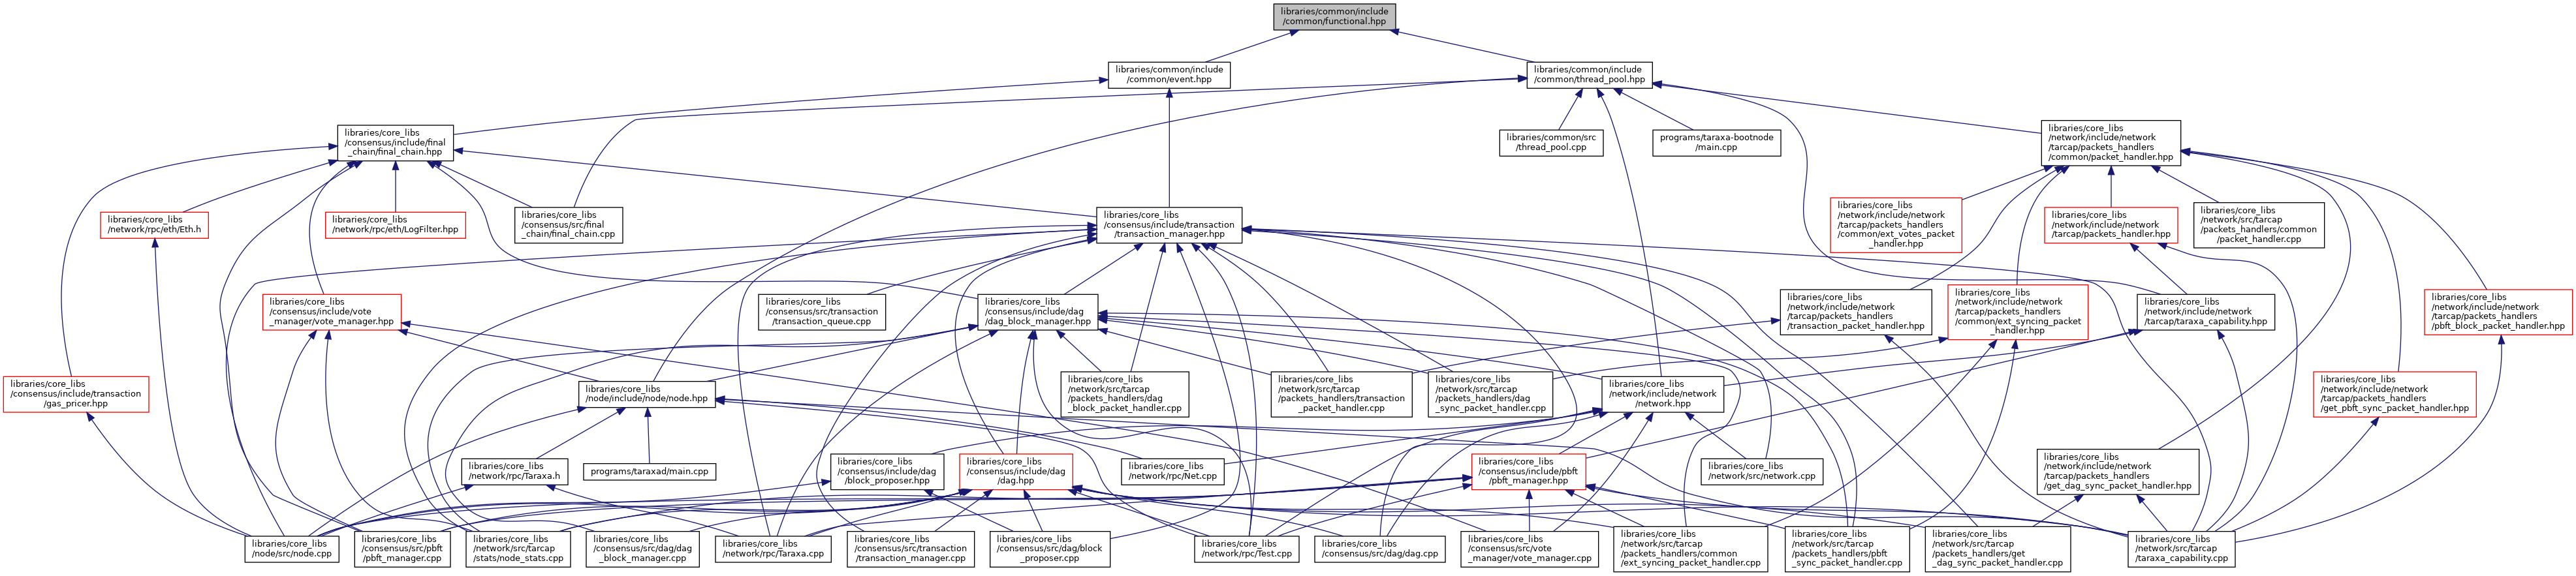 libraries/common/include
/common/functional.hpp
libraries/common/include
/common/event.hpp
libraries/common/include
/common/thread_pool.hpp
libraries/core_libs
/consensus/include/final
_chain/final_chain.hpp
libraries/common/src
/thread_pool.cpp
programs/taraxa-bootnode
/main.cpp
libraries/core_libs
/network/include/network
/tarcap/packets_handlers
/common/packet_handler.hpp
libraries/core_libs
/network/rpc/eth/Eth.h
libraries/core_libs
/network/rpc/eth/LogFilter.hpp
libraries/core_libs
/consensus/src/final
_chain/final_chain.cpp
libraries/core_libs
/consensus/include/transaction
/transaction_manager.hpp
libraries/core_libs
/network/include/network
/tarcap/packets_handlers
/common/ext_votes_packet
_handler.hpp
libraries/core_libs
/network/include/network
/tarcap/packets_handler.hpp
libraries/core_libs
/network/src/tarcap
/packets_handlers/common
/packet_handler.cpp
libraries/core_libs
/consensus/include/vote
_manager/vote_manager.hpp
libraries/core_libs
/consensus/src/transaction
/transaction_queue.cpp
libraries/core_libs
/consensus/include/dag
/dag_block_manager.hpp
libraries/core_libs
/network/include/network
/tarcap/packets_handlers
/transaction_packet_handler.hpp
libraries/core_libs
/network/include/network
/tarcap/packets_handlers
/common/ext_syncing_packet
_handler.hpp
libraries/core_libs
/network/include/network
/tarcap/taraxa_capability.hpp
libraries/core_libs
/network/include/network
/tarcap/packets_handlers
/pbft_block_packet_handler.hpp
libraries/core_libs
/consensus/include/transaction
/gas_pricer.hpp
libraries/core_libs
/node/include/node/node.hpp
libraries/core_libs
/network/src/tarcap
/packets_handlers/dag
_block_packet_handler.cpp
libraries/core_libs
/network/src/tarcap
/packets_handlers/transaction
_packet_handler.cpp
libraries/core_libs
/network/src/tarcap
/packets_handlers/dag
_sync_packet_handler.cpp
libraries/core_libs
/network/include/network
/network.hpp
libraries/core_libs
/network/include/network
/tarcap/packets_handlers
/get_pbft_sync_packet_handler.hpp
libraries/core_libs
/network/rpc/Taraxa.h
programs/taraxad/main.cpp
libraries/core_libs
/consensus/include/dag
/block_proposer.hpp
libraries/core_libs
/consensus/include/dag
/dag.hpp
libraries/core_libs
/network/rpc/Net.cpp
libraries/core_libs
/consensus/include/pbft
/pbft_manager.hpp
libraries/core_libs
/network/src/network.cpp
libraries/core_libs
/network/include/network
/tarcap/packets_handlers
/get_dag_sync_packet_handler.hpp
libraries/core_libs
/node/src/node.cpp
libraries/core_libs
/consensus/src/pbft
/pbft_manager.cpp
libraries/core_libs
/network/src/tarcap
/stats/node_stats.cpp
libraries/core_libs
/consensus/src/dag/dag
_block_manager.cpp
libraries/core_libs
/network/rpc/Taraxa.cpp
libraries/core_libs
/consensus/src/transaction
/transaction_manager.cpp
libraries/core_libs
/consensus/src/dag/block
_proposer.cpp
libraries/core_libs
/network/rpc/Test.cpp
libraries/core_libs
/consensus/src/dag/dag.cpp
libraries/core_libs
/consensus/src/vote
_manager/vote_manager.cpp
libraries/core_libs
/network/src/tarcap
/packets_handlers/common
/ext_syncing_packet_handler.cpp
libraries/core_libs
/network/src/tarcap
/packets_handlers/pbft
_sync_packet_handler.cpp
libraries/core_libs
/network/src/tarcap
/packets_handlers/get
_dag_sync_packet_handler.cpp
libraries/core_libs
/network/src/tarcap
/taraxa_capability.cpp